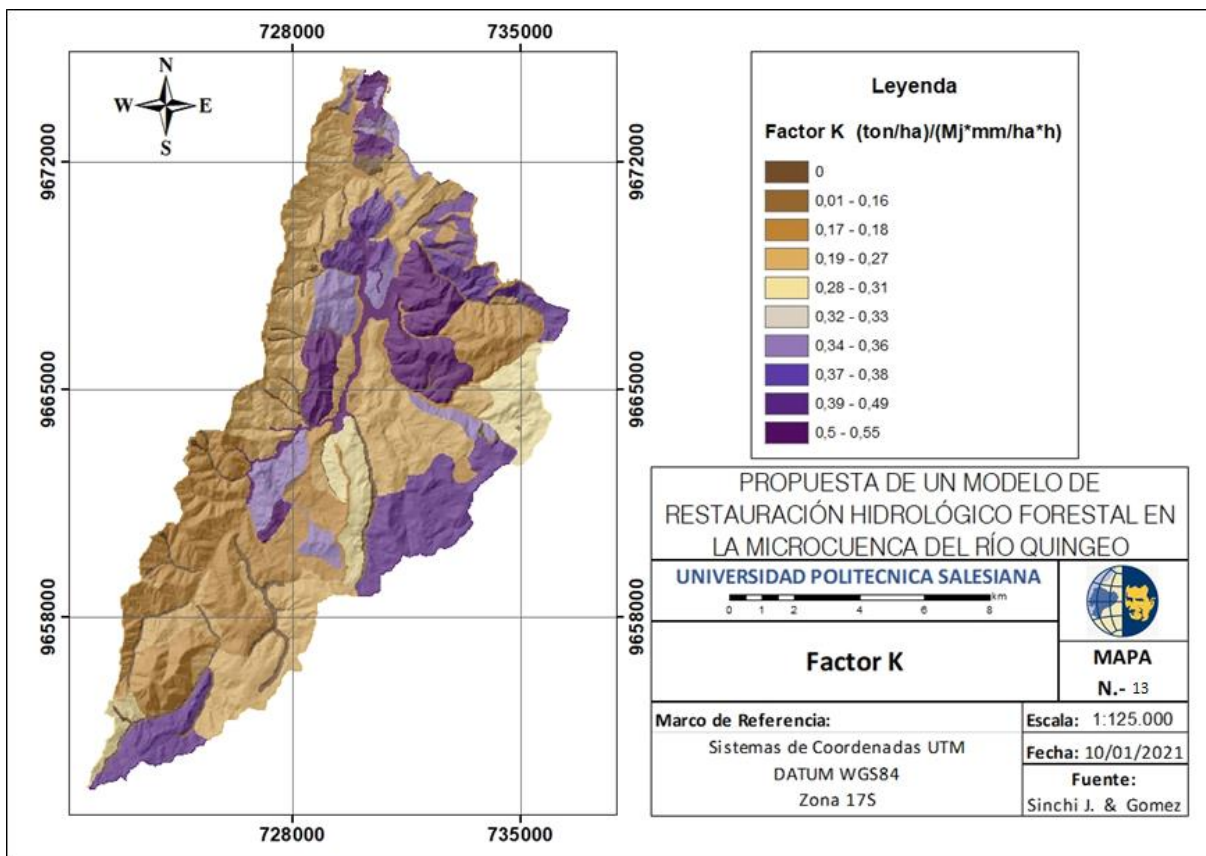 728000
735000
N
W
E
S
9672000
9672000
9665000
9665000
9658000
9658000
728000
735000
Leyenda
Factor K (ton/ha)/(Mj*mm/ha*h)
0
0,01 - 0,16
0,17 - 0,18
0,19 - 0,27
0,28 - 0,31
0,32 - 0,33
0,34 - 0,36
0,37 - 0,38
0,39 - 0,49
0,5 - 0,55
PROPUESTA DE UN MODELO DE
RESTAURACIÓN HIDROLÓGICO FORESTAL EN
LA MICROCUENCA DEL RÍO QUINGEO
UNIVERSIDAD POLITECNICA SALESIANA
km
0 1 2 4 6 8
Factor K
MAPA
N.- 13
Marco de Referencia:
Sistemas de Coordenadas UTM
DATUM WGS84
Zona 17S
Escala: 1:125.000
Fecha: 10/01/2021
Fuente:
Sinchi J. & Gomez